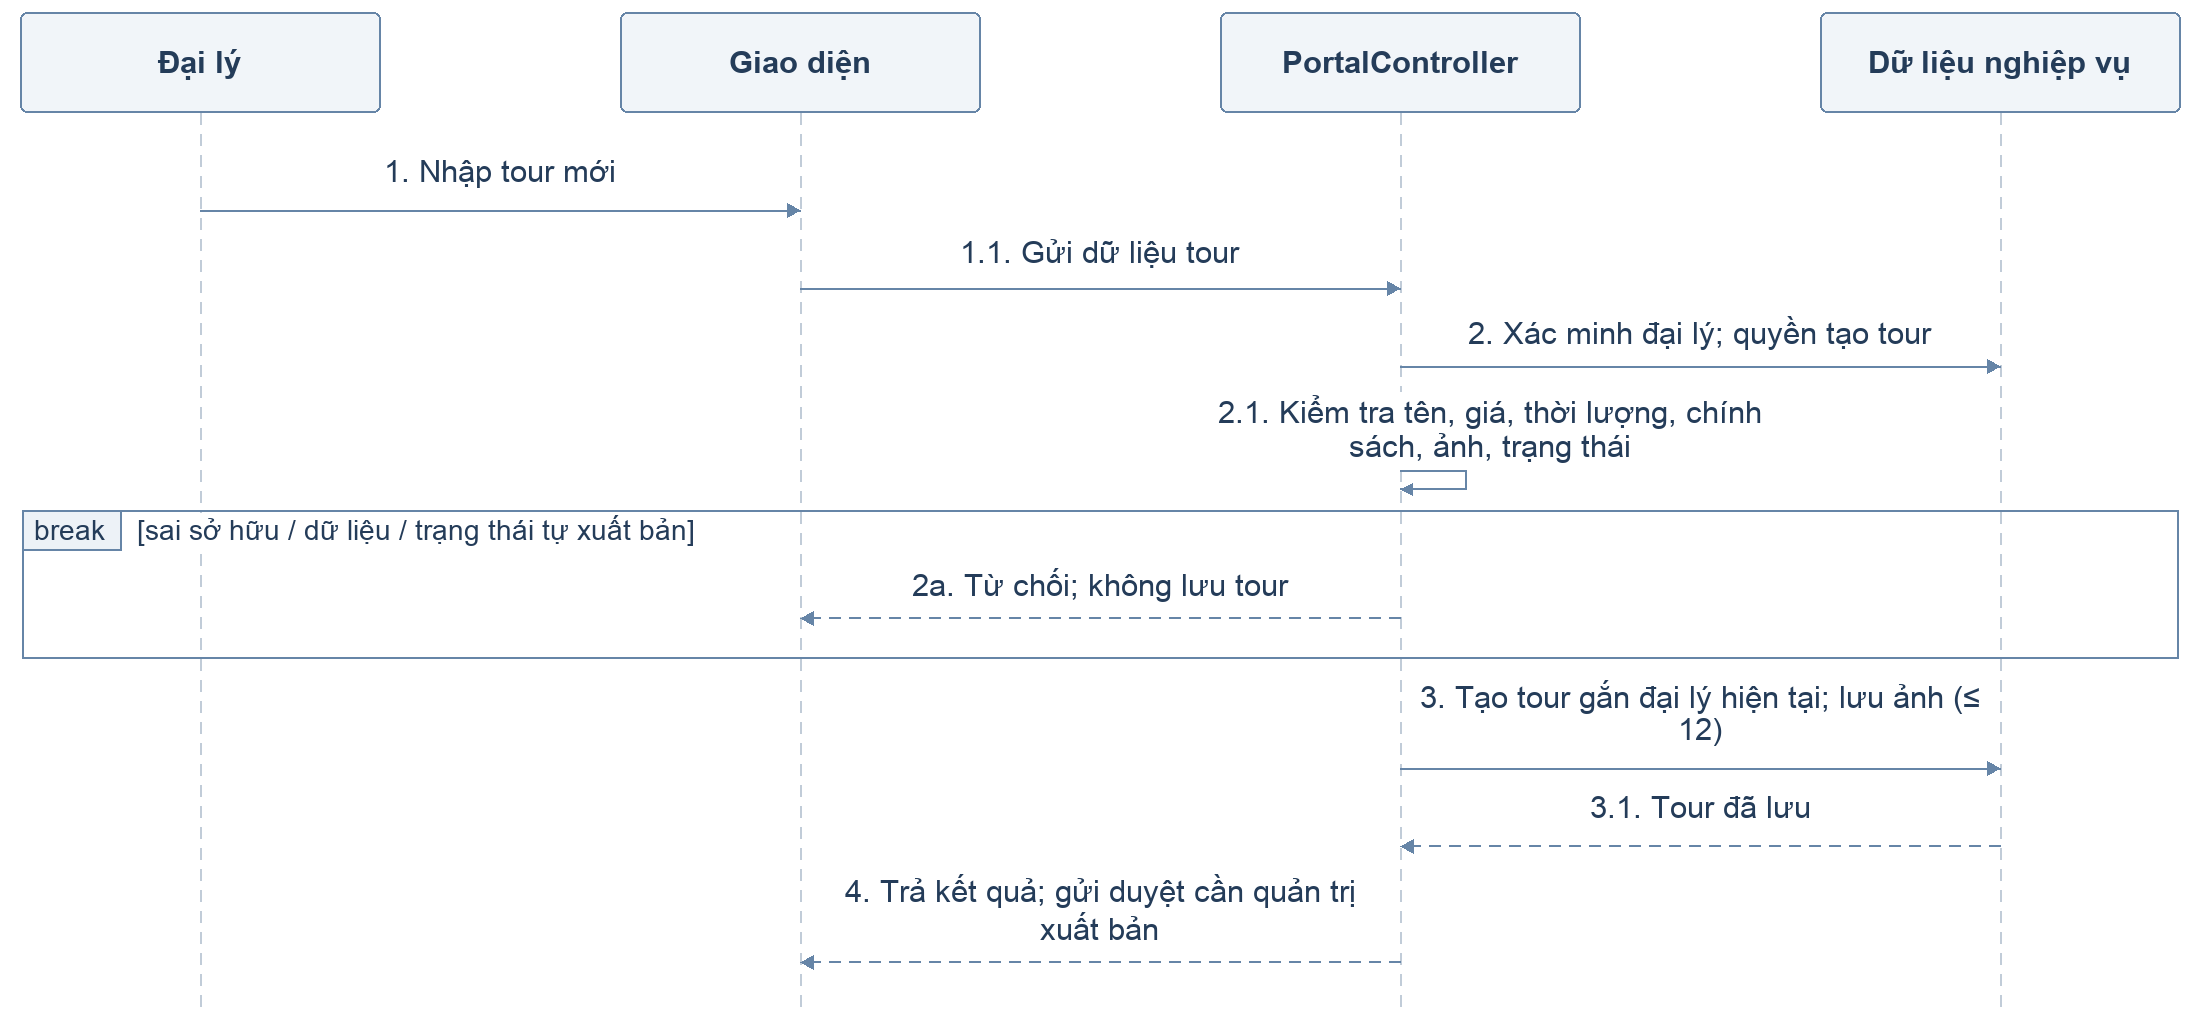 Đại lý
Giao diện
PortalController
Dữ liệu nghiệp vụ
1. Nhập tour mới
1.1. Gửi dữ liệu tour
2. Xác minh đại lý; quyền tạo tour
2.1. Kiểm tra tên, giá, thời lượng, chính
sách, ảnh, trạng thái
break [sai sở hữu / dữ liệu / trạng thái tự xuất bản]
2a. Từ chối; không lưu tour
3. Tạo tour gắn đại lý hiện tại; lưu ảnh (≤
12)
3.1. Tour đã lưu
4. Trả kết quả; gửi duyệt cần quản trị
xuất bản